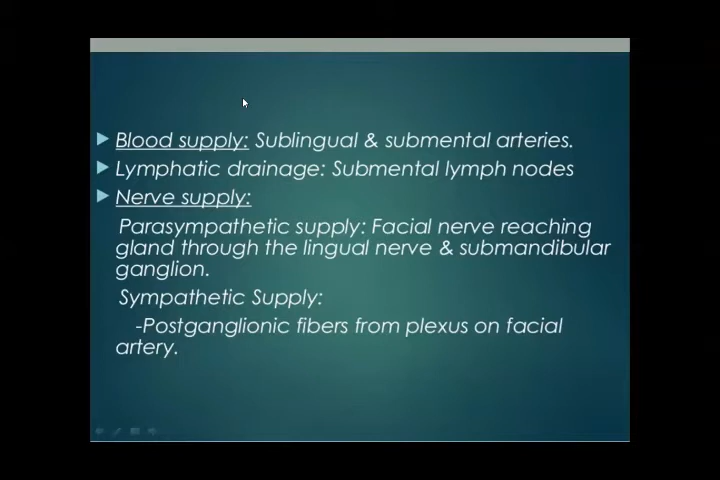 Blood supply: Sublingual & submental arteries.
Lymphatic drainage: Submental lymph nodes
Nerve supply:
Parasympathetic supply: Facial nerve reaching
gland through the lingual nerve & submandibular
ganglion.
Sympathetic Supply:
-Postganglionic fibers from plexus on facial
artery.